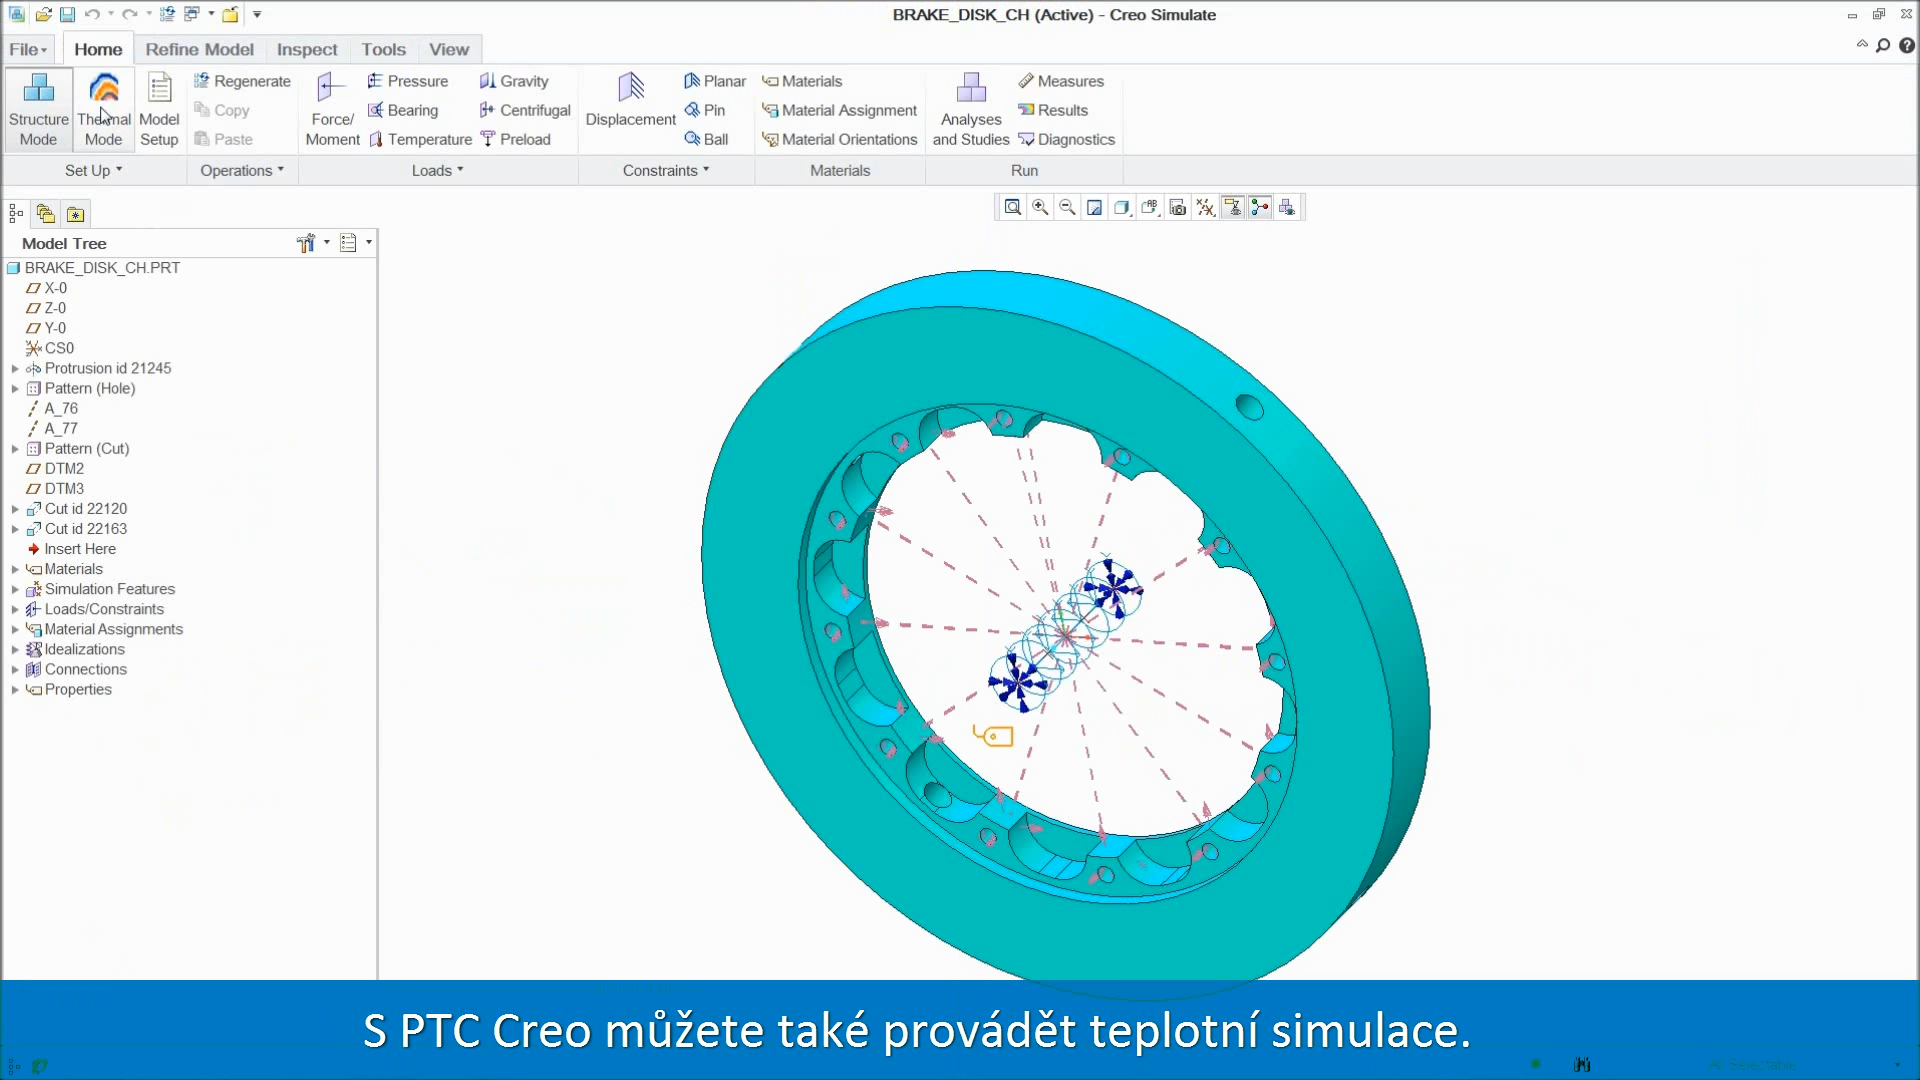 BRAKE_DISK_CH (Active) - Creo Simulate
File Home Refine Model Inspect Tools View
Structure Mode
Thermal Mode
Model Setup
Regenerate
Copy
Paste
Force/ Moment
Pressure
Bearing
Temperature
Gravity
Centrifugal
Preload
Displacement
Planar
Pin
Ball
Materials
Material Assignment
Material Orientations
Analyses and Studies
Measures
Results
Diagnostics
Set Up Operations Loads Constraints Materials Run
Model Tree
BRAKE_DISK_CH.PRT
X-0
Z-0
Y-0
CS0
Protrusion id 21245
Pattern (Hole)
A_76
A_77
Pattern (Cut)
DTM2
DTM3
Cut id 22120
Cut id 22163
Insert Here
Materials
Simulation Features
Loads/Constraints
Material Assignments
Idealizations
Connections
Properties
S PTC Creo můžete také provádět teplotní simulace.